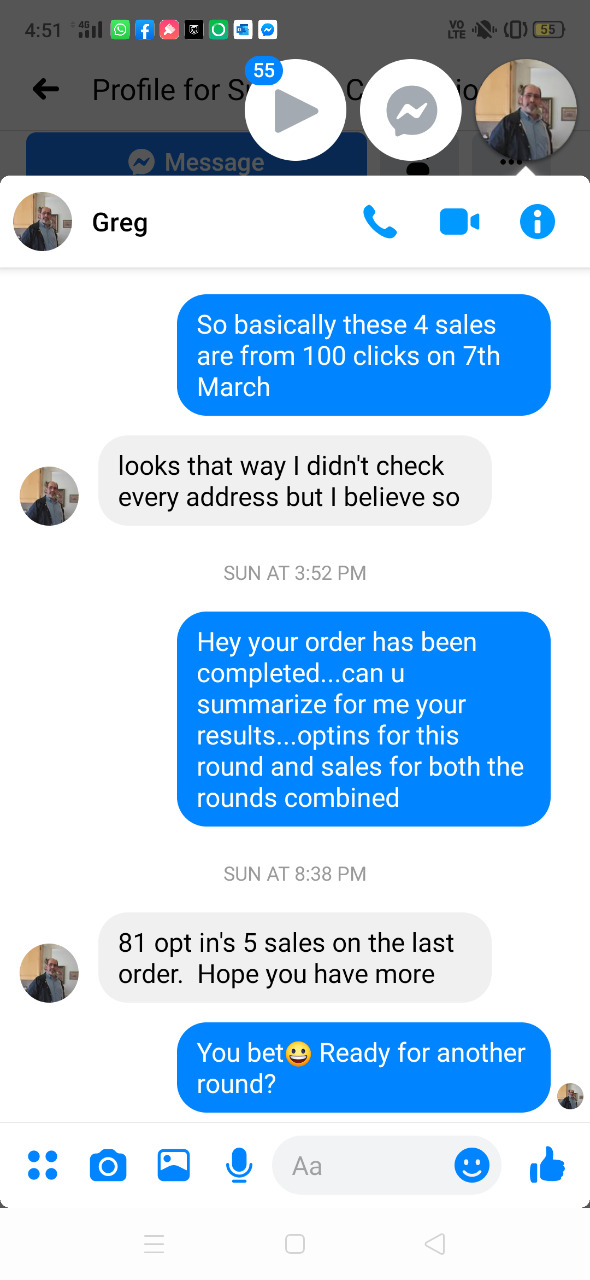 4:51 4G VO LTE 55
55
Profile for S C io
Message
Greg
So basically these 4 sales
are from 100 clicks on 7th
March
looks that way I didn't check
every address but I believe so
SUN AT 3:52 PM
Hey your order has been
completed...can u
summarize for me your
results...optins for this
round and sales for both the
rounds combined
SUN AT 8:38 PM
81 opt in's 5 sales on the last
order. Hope you have more
You bet😀 Ready for another
round?
Aa